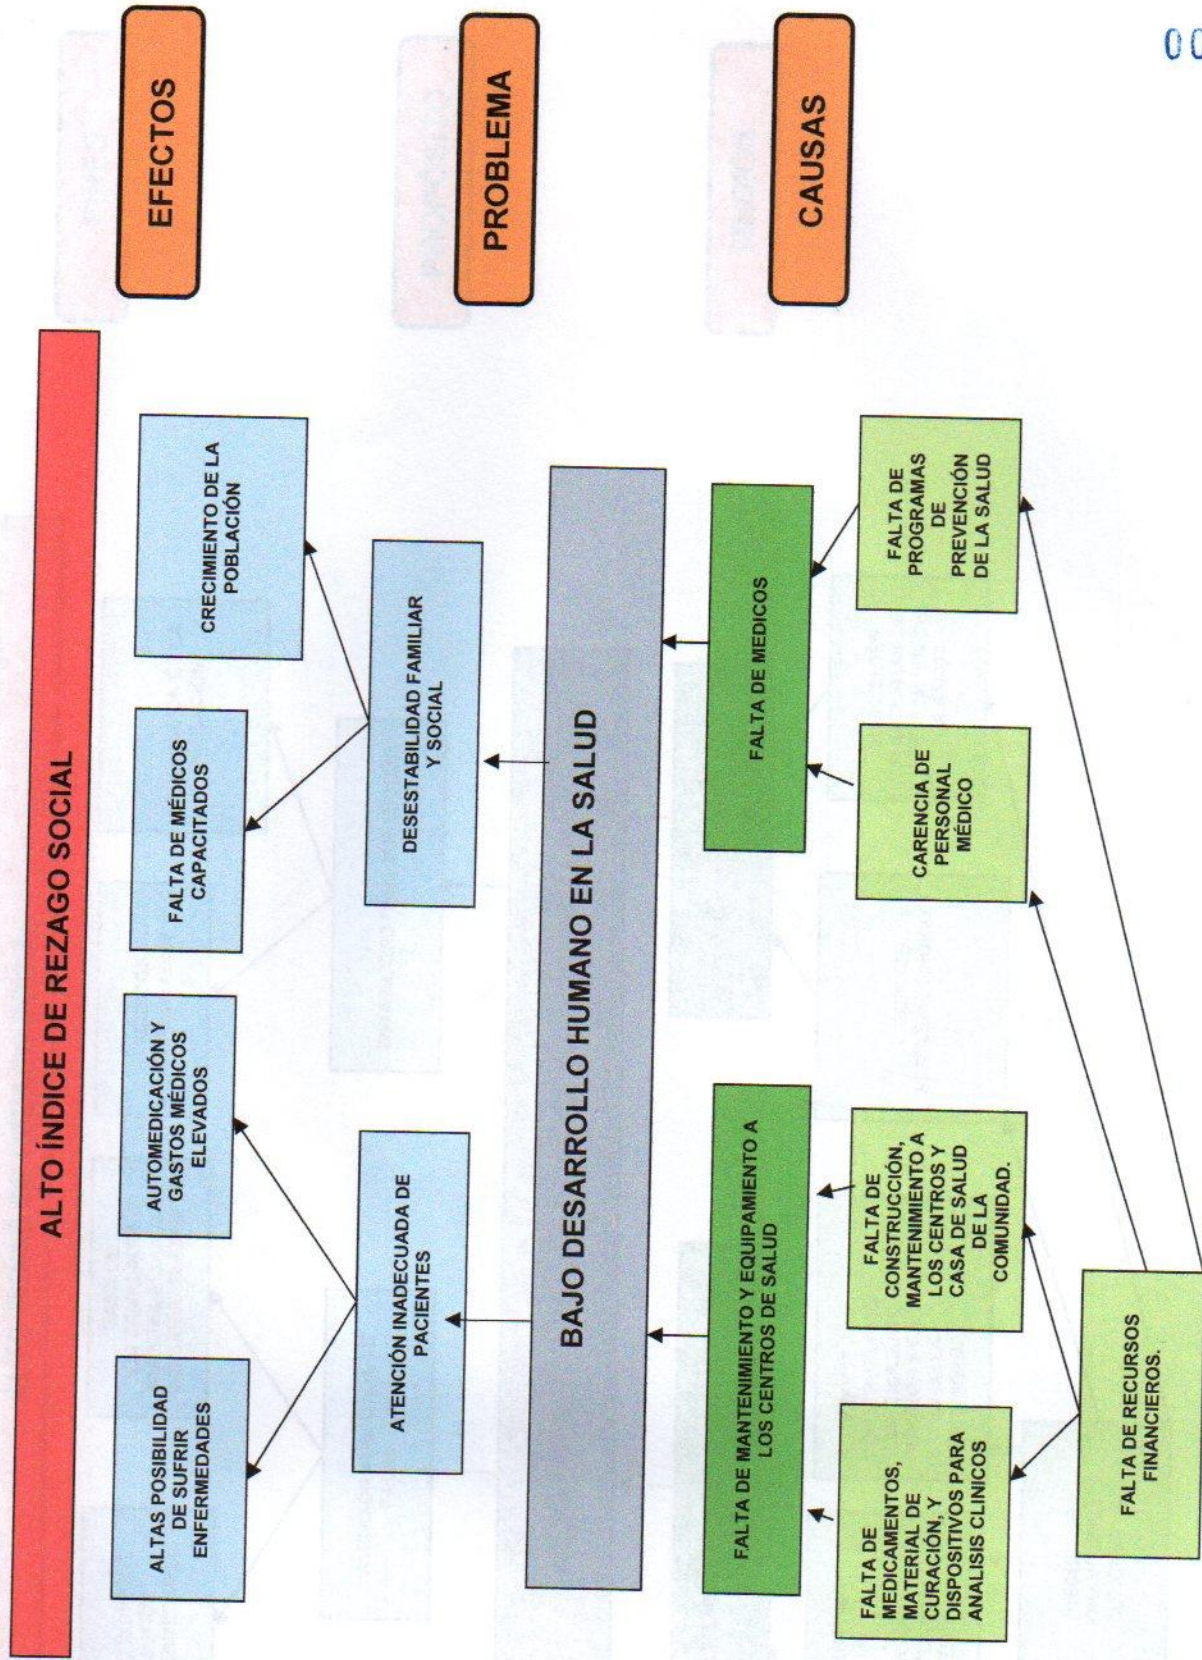 ALTO ÍNDICE DE REZAGO SOCIAL
ALTAS POSIBILIDAD
DE SUFRIR
ENFERMEDADES
AUTOMEDICACIÓN Y
GASTOS MÉDICOS
ELEVADOS
FALTA DE MÉDICOS
CAPACITADOS
CRECIMIENTO DE LA
POBLACIÓN
EFECTOS
ATENCIÓN INADECUADA DE
PACIENTES
DESESTABILIDAD FAMILIAR
Y SOCIAL
BAJO DESARROLLO HUMANO EN LA SALUD
PROBLEMA
FALTA DE MANTENIMIENTO Y EQUIPAMIENTO A
LOS CENTROS DE SALUD
FALTA DE MEDICOS
CAUSAS
FALTA DE
MEDICAMENTOS,
MATERIAL DE
CURACIÓN, Y
DISPOSITIVOS PARA
ANALISIS CLINICOS
FALTA DE
CONSTRUCCIÓN,
MANTENIMIENTO A
LOS CENTROS Y
CASA DE SALUD
DE LA
COMUNIDAD.
CARENCIA DE
PERSONAL
MÉDICO
FALTA DE
PROGRAMAS
DE
PREVENCIÓN
DE LA SALUD
FALTA DE RECURSOS
FINANCIEROS.